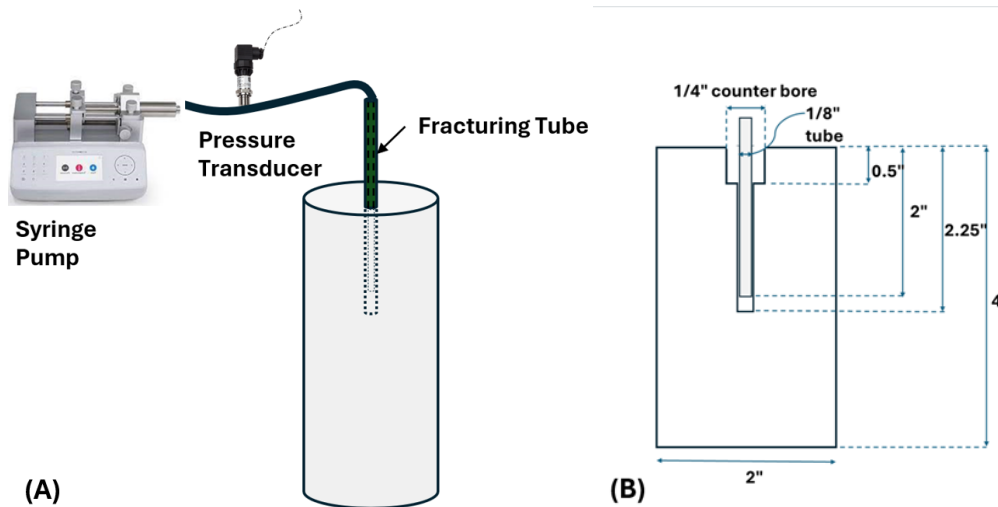 Syringe
Pump
Pressure
Transducer
Fracturing Tube
(A)
1/4" counter bore
1/8"
tube
0.5"
2"
2.25"
4
2"
(B)